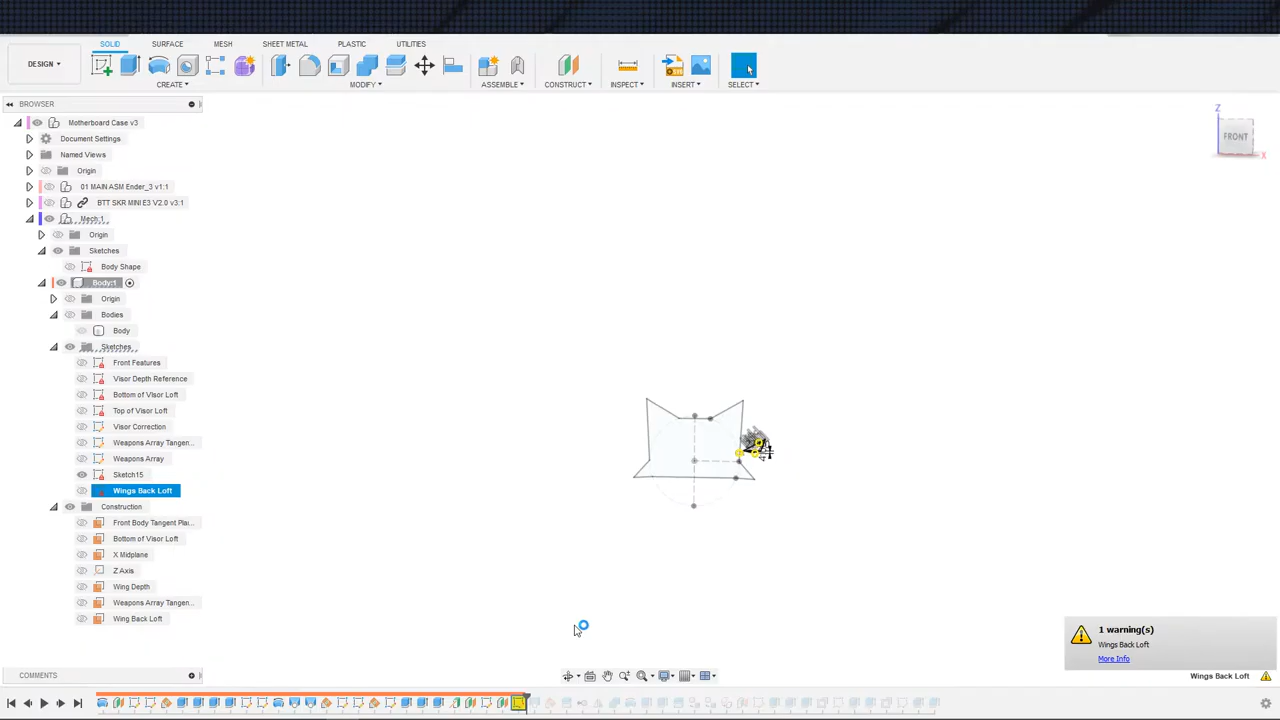 SOLID
SURFACE
MESH
SHEET METAL
PLASTIC
UTILITIES
DESIGN
CREATE
MODIFY
ASSEMBLE
CONSTRUCT
INSPECT
INSERT
SELECT
BROWSER
Motherboard Case v3
Document Settings
Named Views
Origin
01 MAIN ASM Ender_3 v1:1
BTT SKR MINI E3 V2.0 v3:1
Mech:1
Origin
Sketches
Body Shape
Body:1
Origin
Bodies
Body
Sketches
Front Features
Visor Depth Reference
Bottom of Visor Loft
Top of Visor Loft
Visor Correction
Weapons Array Tangen...
Weapons Array
Sketch15
Wings Back Loft
Construction
Front Body Tangent Plan...
Bottom of Visor Loft
X Midplane
Z Axis
Wing Depth
Weapons Array Tangen...
Wing Back Loft
COMMENTS
Z
FRONT
X
1 warning(s)
Wings Back Loft
More Info
Wings Back Loft